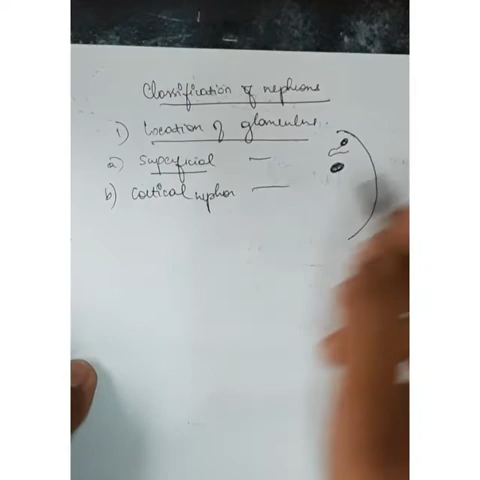 Classification of nephrons
1) Location of glomerulus.
a) Superficial —
b) Cortical nephron —